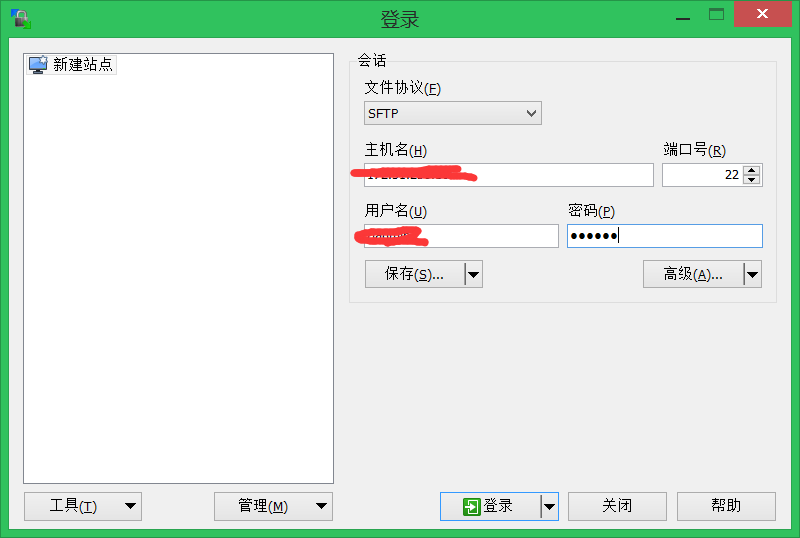 登录
新建站点
会话
文件协议(F)
SFTP
主机名(H)
端口号(R)
22
用户名(U)
密码(P)
●●●●●●
保存(S)...
高级(A)...
工具(T)
管理(M)
登录
关闭
帮助